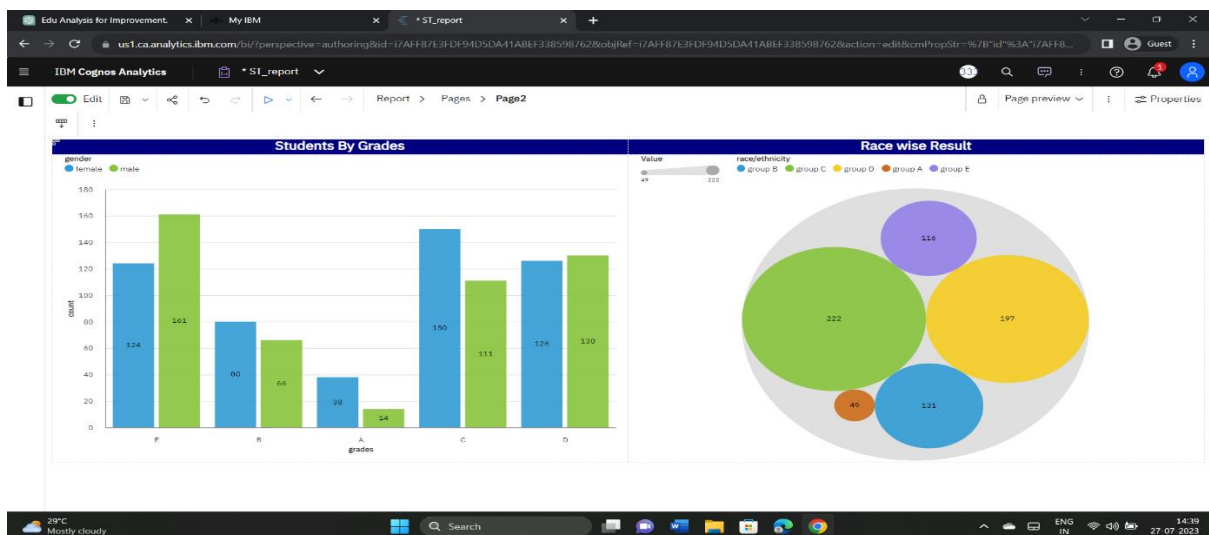 Edu Analysis for Improvement.
My IBM
* ST_report
us1.ca.analytics.ibm.com/bi/?perspective=authoring&id=i7AFF87E3FDF94D5DA41ABEF338598762&objRef=i7AFF87E3FDF94D5DA41ABEF338598762&action=edit&cmPropStr=%7B"id"%3A"i7AFF8...
Guest
IBM Cognos Analytics
* ST_report
Edit
Report > Pages > Page2
Page preview
Properties
Students By Grades
Race wise Result
gender
female male
Value
49 222
race/ethnicity
group B group C group D group A group E
180
160
140
120
100
80
60
40
20
0
count
124 161
80 66
38 14
150 111
126 130
E B A C D
grades
116
222
197
49
131
29°C
Mostly cloudy
Search
ENG
IN
14:39
27-07-2023